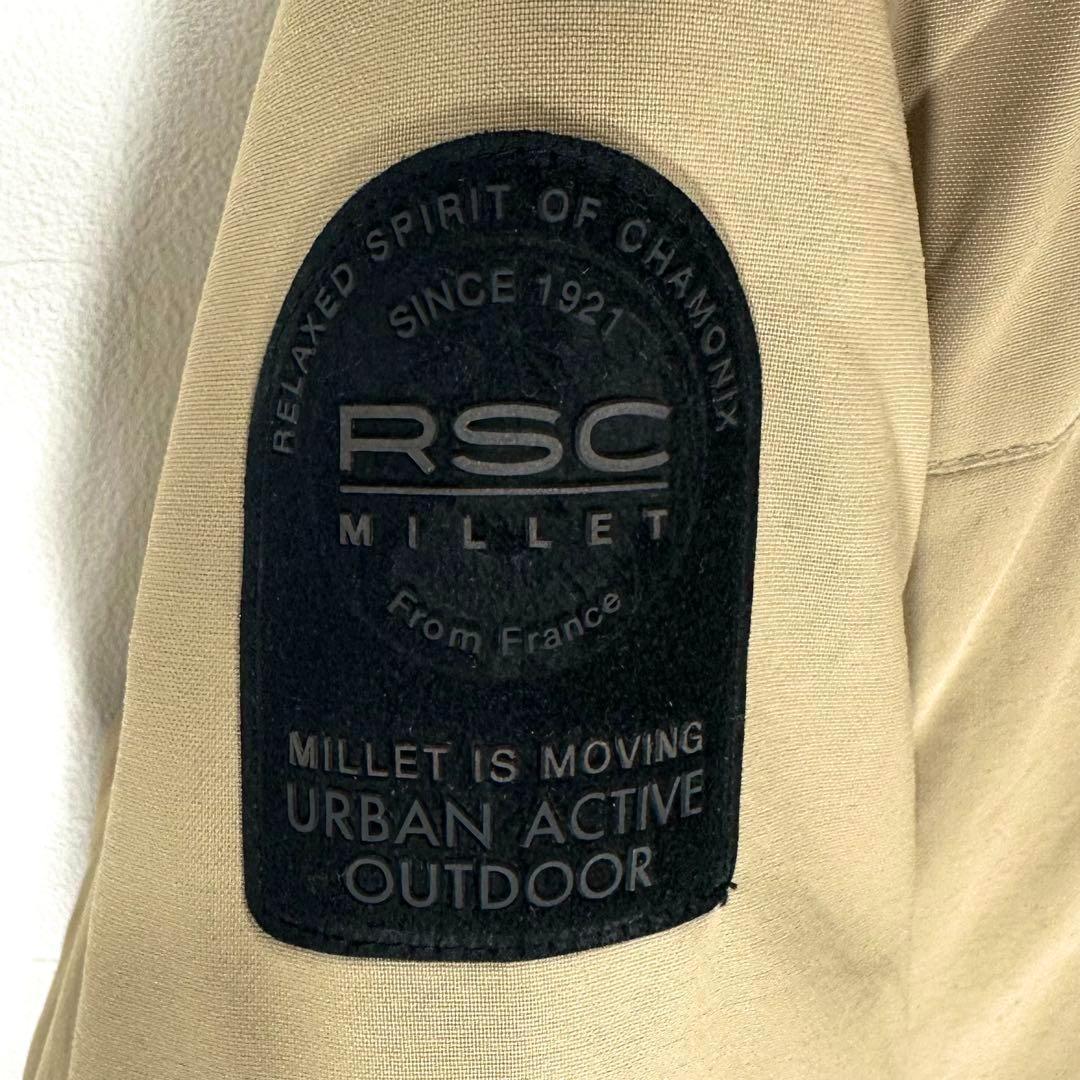 RELAXED SPIRIT OF CHAMONIX
SINCE 1921
RSC
MILLET
From France
MILLET IS MOVING
URBAN ACTIVE
OUTDOOR